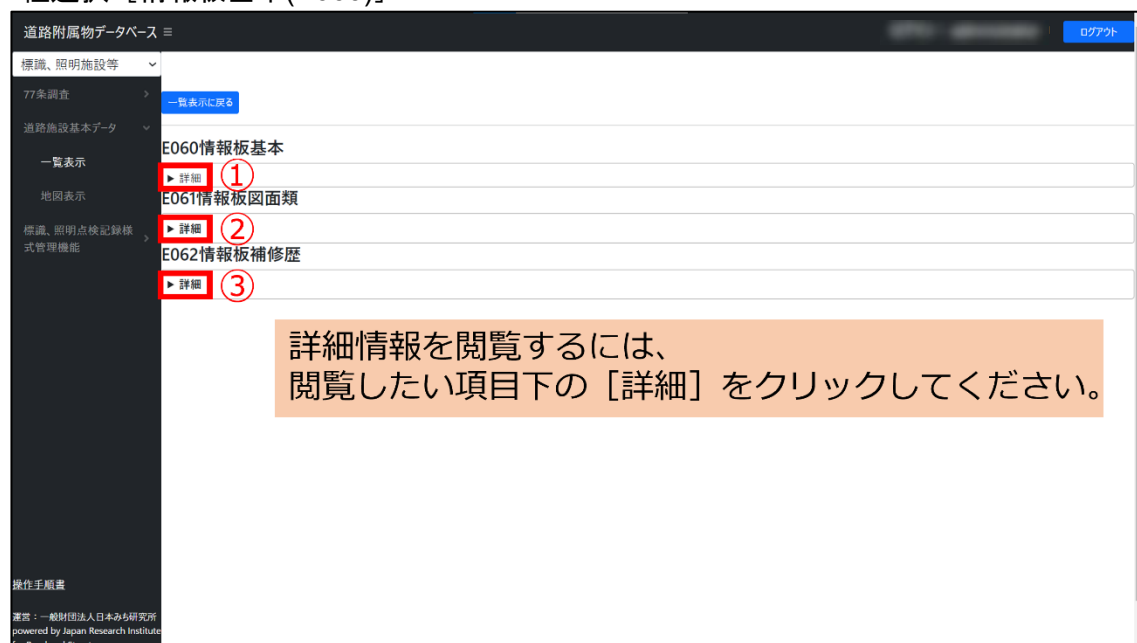 道路附属物データベース ≡
ログアウト
標識、照明施設等
77条調査
道路施設基本データ
一覧表示
地図表示
標識、照明点検記録様
式管理機能
一覧表示に戻る
E060情報板基本
▶ 詳細 ①
E061情報板図面類
▶ 詳細 ②
E062情報板補修歴
▶ 詳細 ③
詳細情報を閲覧するには、
閲覧したい項目下の［詳細］をクリックしてください。
操作手順書
運営：一般財団法人日本みち研究所
powered by Japan Research Institute